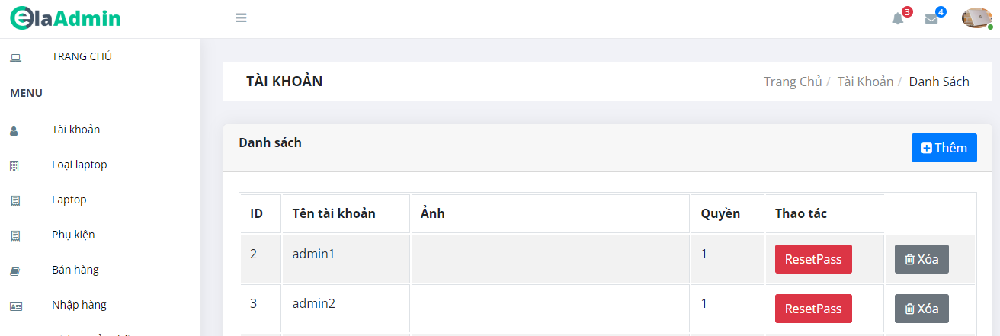 elaAdmin
3
4
TRANG CHỦ
MENU
Tài khoản
Loại laptop
Laptop
Phụ kiện
Bán hàng
Nhập hàng
TÀI KHOẢN
Trang Chủ / Tài Khoản / Danh Sách
Danh sách
Thêm
ID Tên tài khoản Ảnh Quyền Thao tác
2 admin1 1 ResetPass Xóa
3 admin2 1 ResetPass Xóa